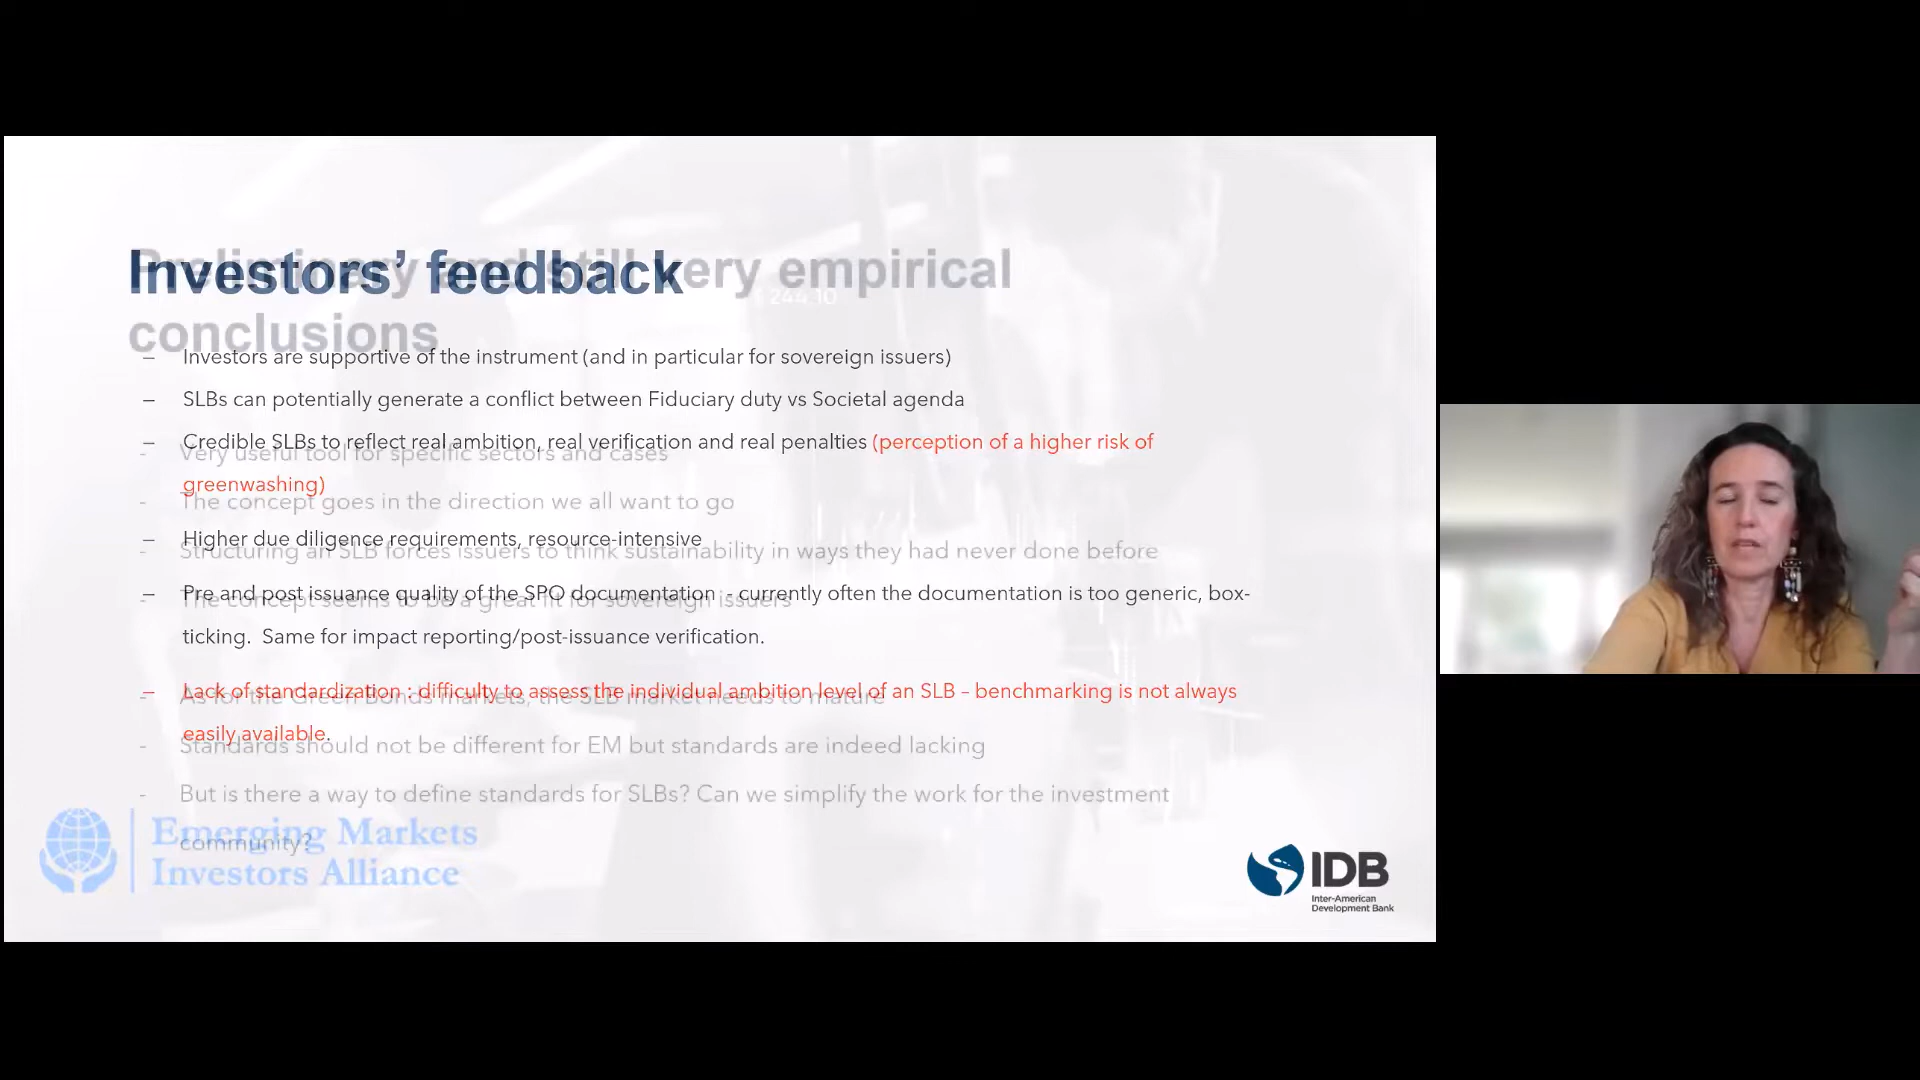 Investors’ feedback
Preliminary and still very empirical
conclusions
244.10
– Investors are supportive of the instrument (and in particular for sovereign issuers)
– SLBs can potentially generate a conflict between Fiduciary duty vs Societal agenda
– Credible SLBs to reflect real ambition, real verification and real penalties (perception of a higher risk of
greenwashing)
– Higher due diligence requirements, resource-intensive
– Pre and post issuance quality of the SPO documentation - currently often the documentation is too generic, box-
ticking. Same for impact reporting/post-issuance verification.
– Lack of standardization : difficulty to assess the individual ambition level of an SLB – benchmarking is not always
easily available.
- Very useful tool for specific sectors and cases
- The concept goes in the direction we all want to go
- Structuring an SLB forces issuers to think sustainability in ways they had never done before
- The concept seems to be a great fit for sovereign issuers
- As for the Green Bonds markets, the SLB market needs to mature
- Standards should not be different for EM but standards are indeed lacking
- But is there a way to define standards for SLBs? Can we simplify the work for the investment
community?
Emerging Markets
Investors Alliance
IDB
Inter-American
Development Bank